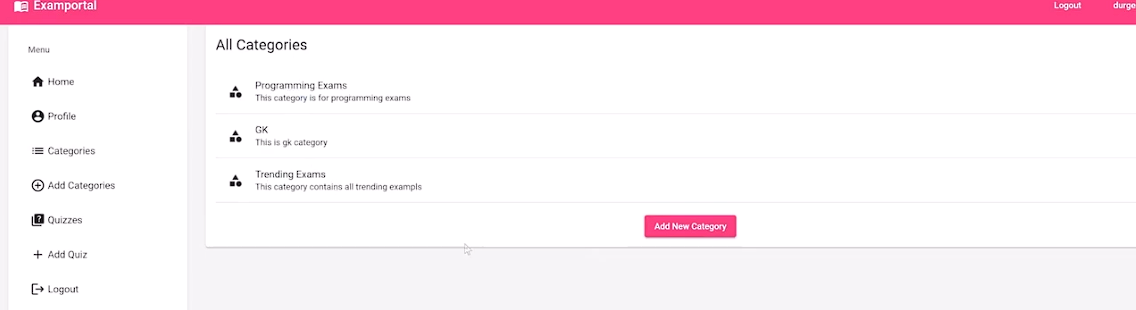 Examportal
Logout
durge
Menu
Home
Profile
Categories
Add Categories
Quizzes
Add Quiz
Logout
All Categories
Programming Exams
This category is for programming exams
GK
This is gk category
Trending Exams
This category contains all trending exampls
Add New Category